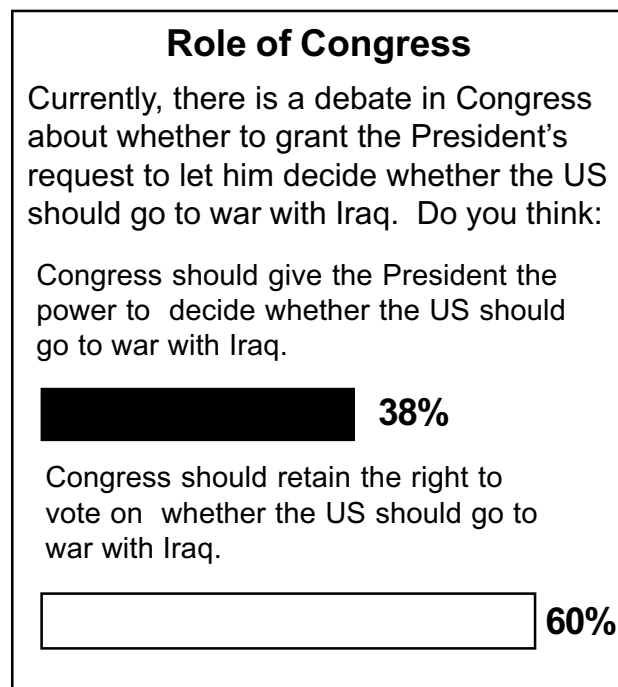 Role of Congress
Currently, there is a debate in Congress
about whether to grant the President’s
request to let him decide whether the US
should go to war with Iraq.  Do you think:
Congress should give the President the
power to  decide whether the US should
go to war with Iraq.
38%
Congress should retain the right to
vote on  whether the US should go to
war with Iraq.
60%